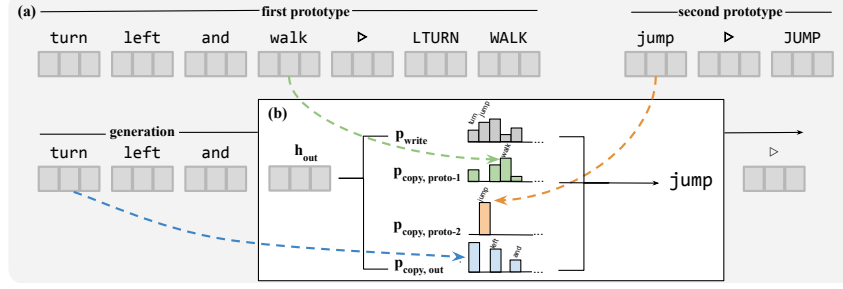 (a) first prototype second prototype
turn left and walk ▷ LTURN WALK jump ▷ JUMP
(b)
generation
turn left and
h_out
p_write
turn jump
...
p_copy, proto-1
walk
...
p_copy, proto-2
jump
...
p_copy, out
left and
...
jump
▷